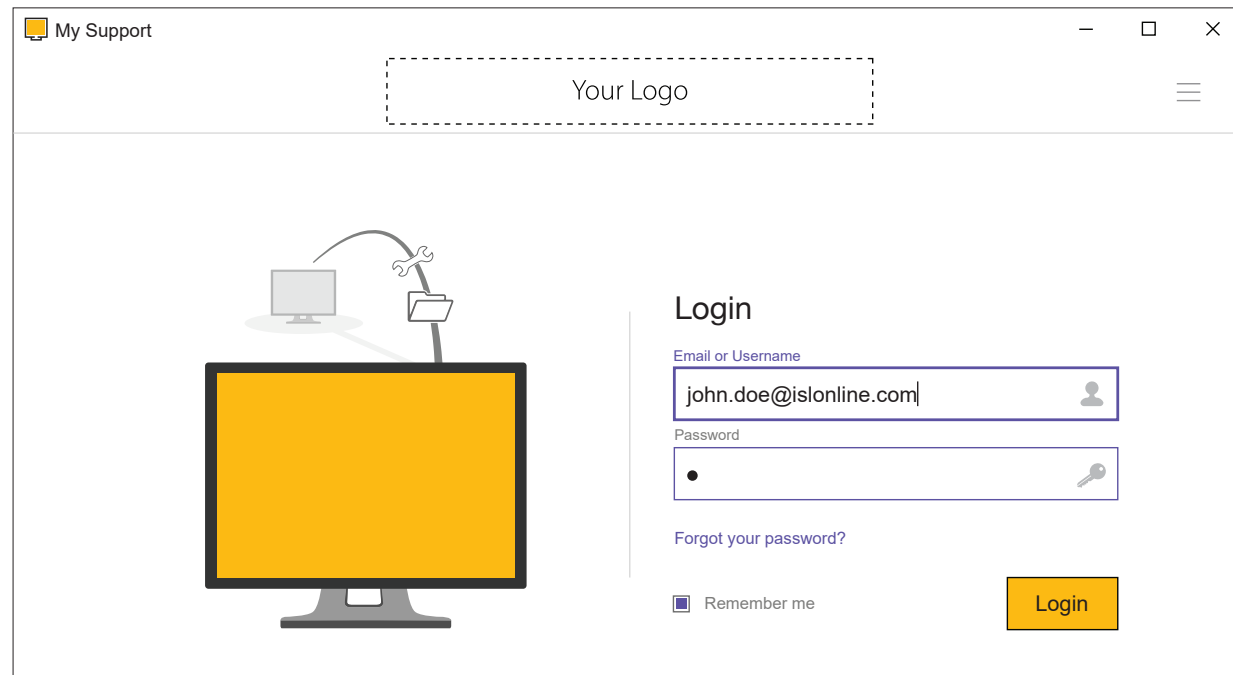 My Support
Your Logo
Login
Email or Username
john.doe@islonline.com
Password
Forgot your password?
Remember me
Login